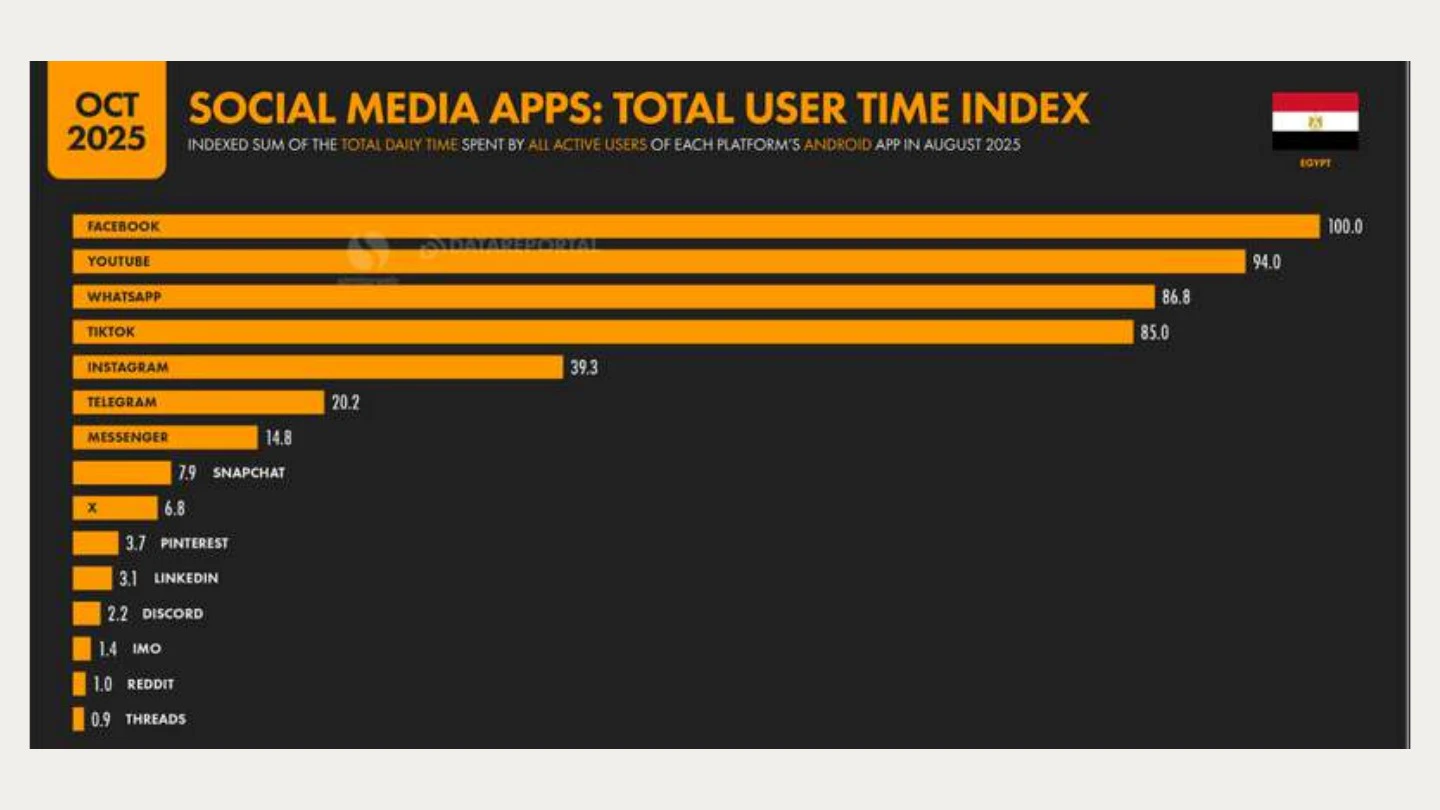 OCT
2025
SOCIAL MEDIA APPS: TOTAL USER TIME INDEX
INDEXED SUM OF THE TOTAL DAILY TIME SPENT BY ALL ACTIVE USERS OF EACH PLATFORM'S ANDROID APP IN AUGUST 2025
EGYPT
FACEBOOK 100.0
DATAREPORTAL
YOUTUBE 94.0
WHATSAPP 86.8
TIKTOK 85.0
INSTAGRAM 39.3
TELEGRAM 20.2
MESSENGER 14.8
7.9 SNAPCHAT
X 6.8
3.7 PINTEREST
3.1 LINKEDIN
2.2 DISCORD
1.4 IMO
1.0 REDDIT
0.9 THREADS